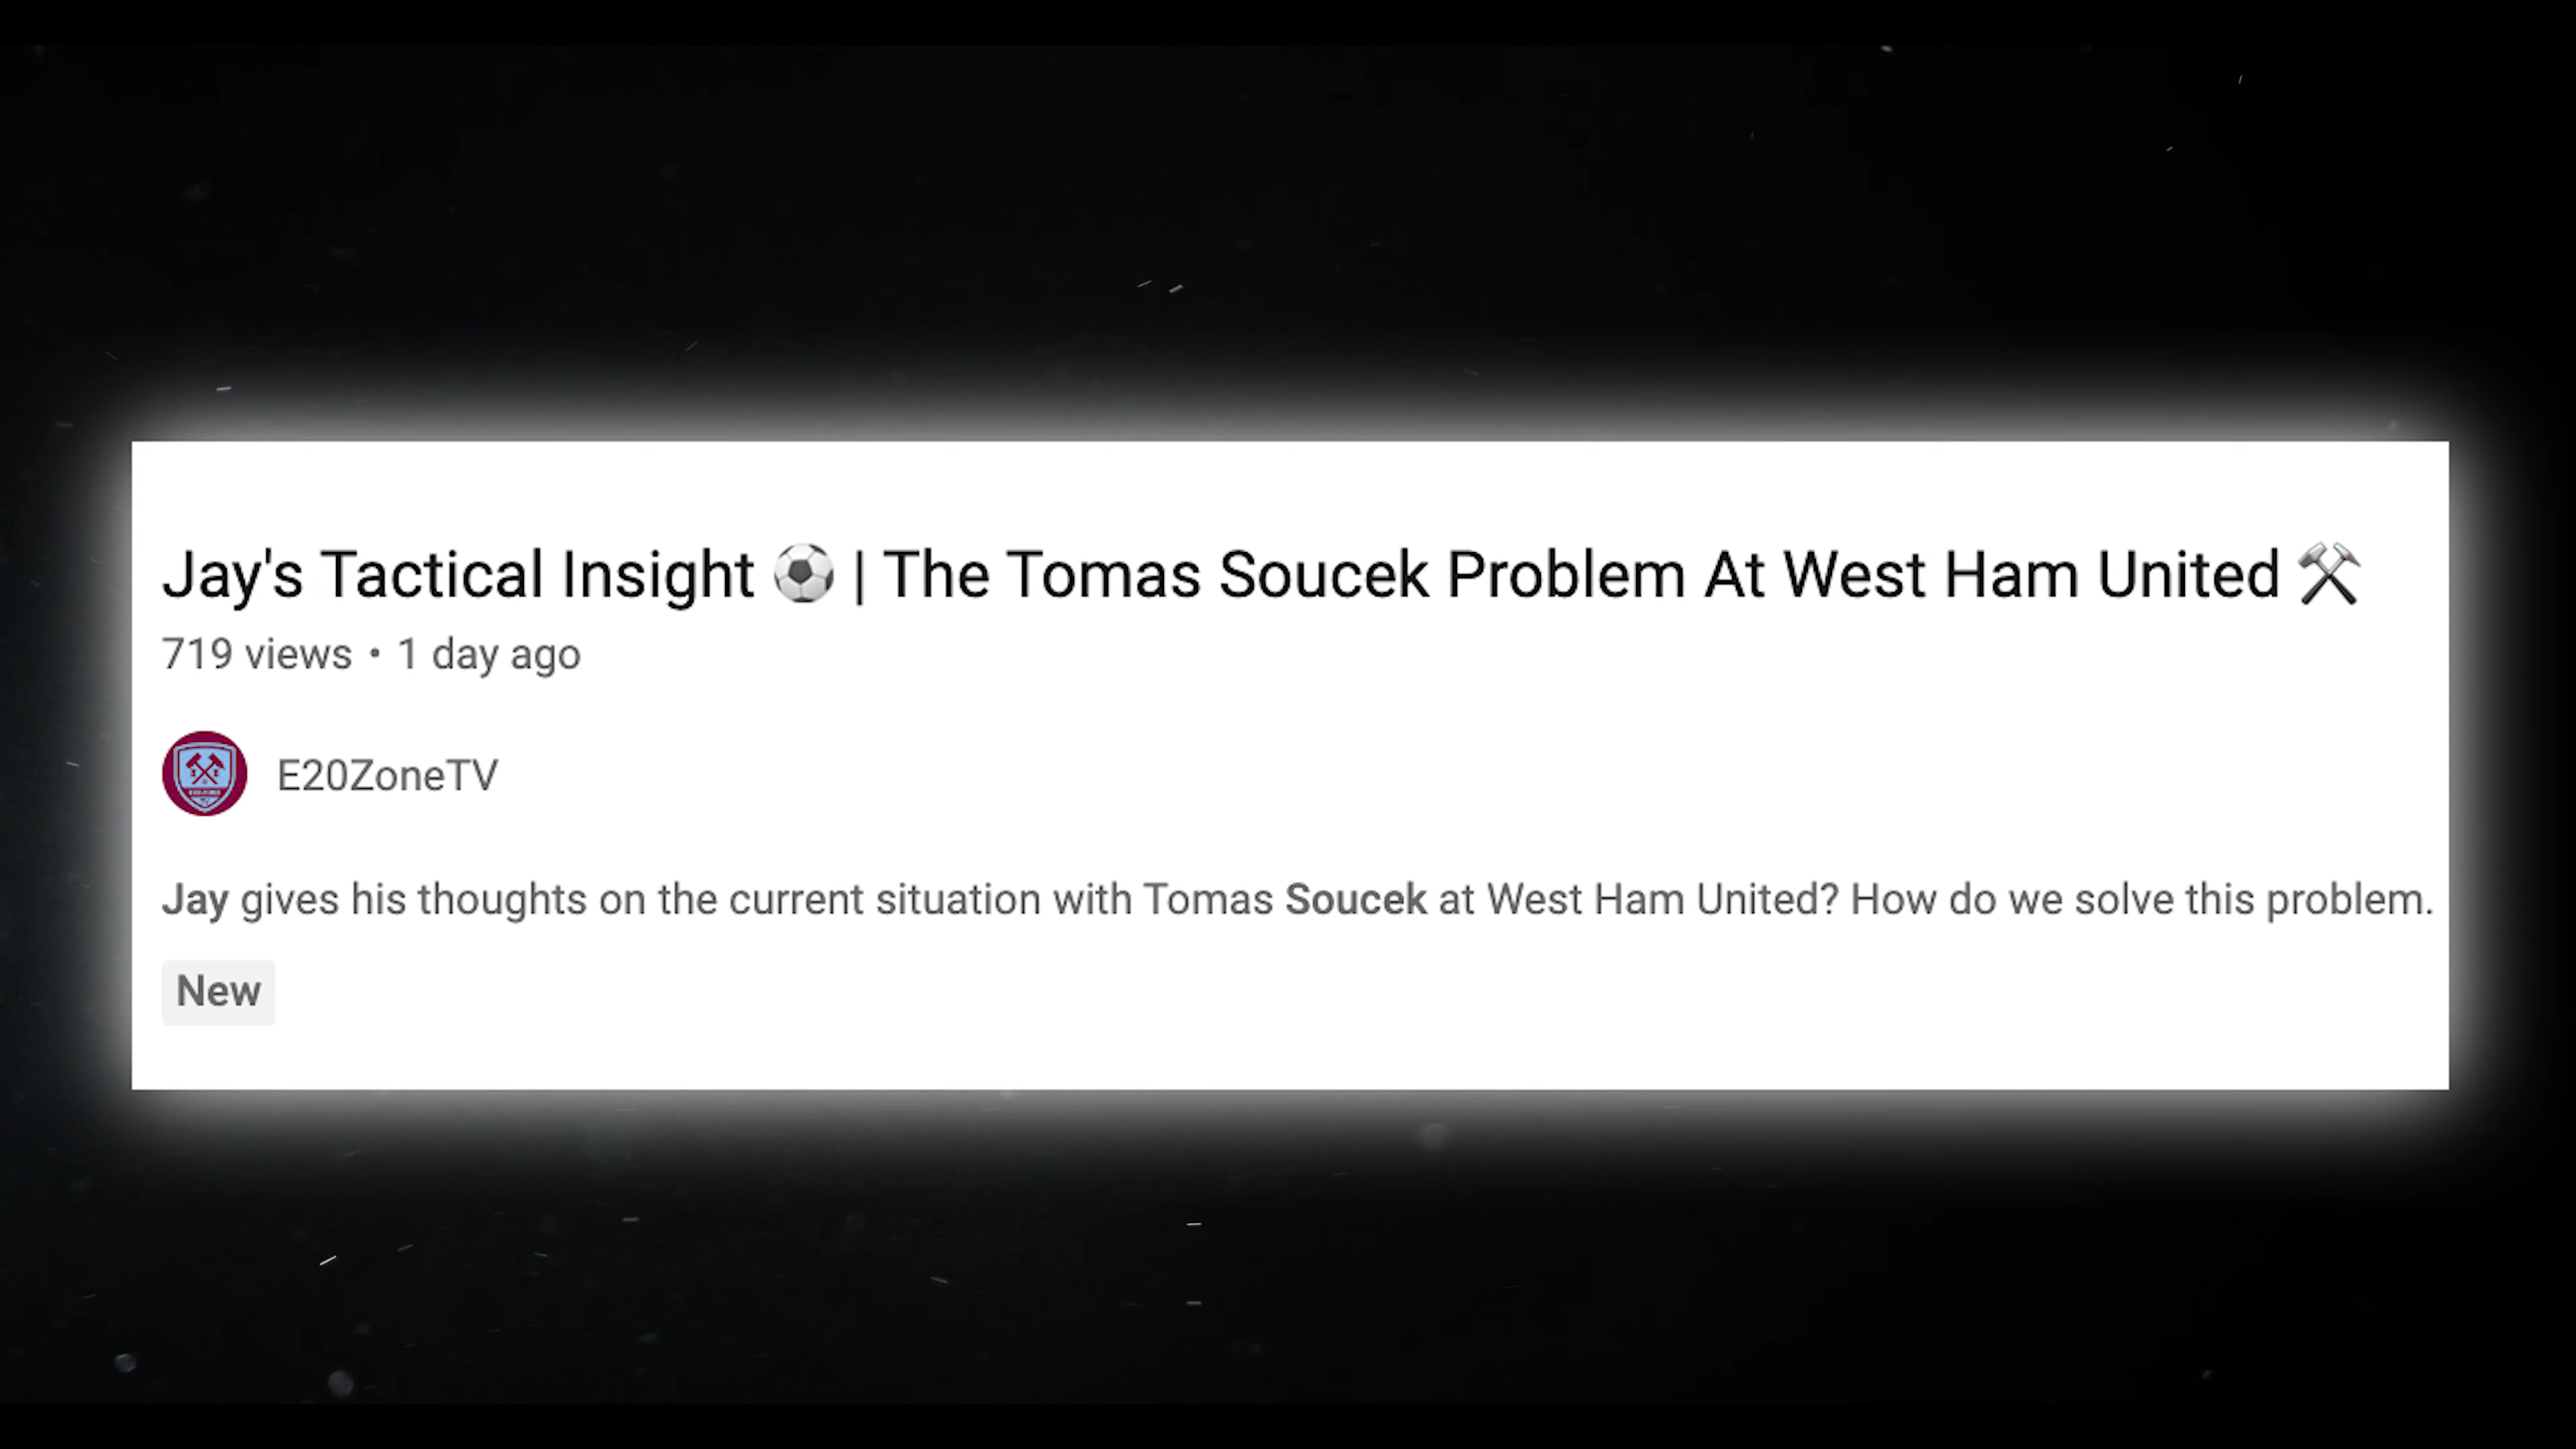 Jay's Tactical Insight ⚽ | The Tomas Soucek Problem At West Ham United ⚒
719 views • 1 day ago
E20ZoneTV
Jay gives his thoughts on the current situation with Tomas Soucek at West Ham United? How do we solve this problem.
New